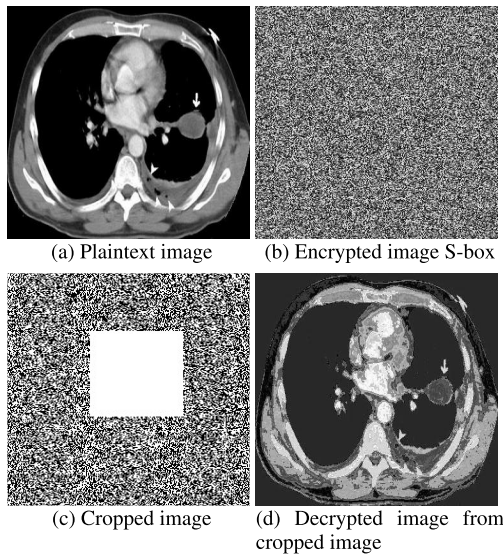 (a) Plaintext image
(b) Encrypted image S-box
(c) Cropped image
(d) Decrypted image from
cropped image